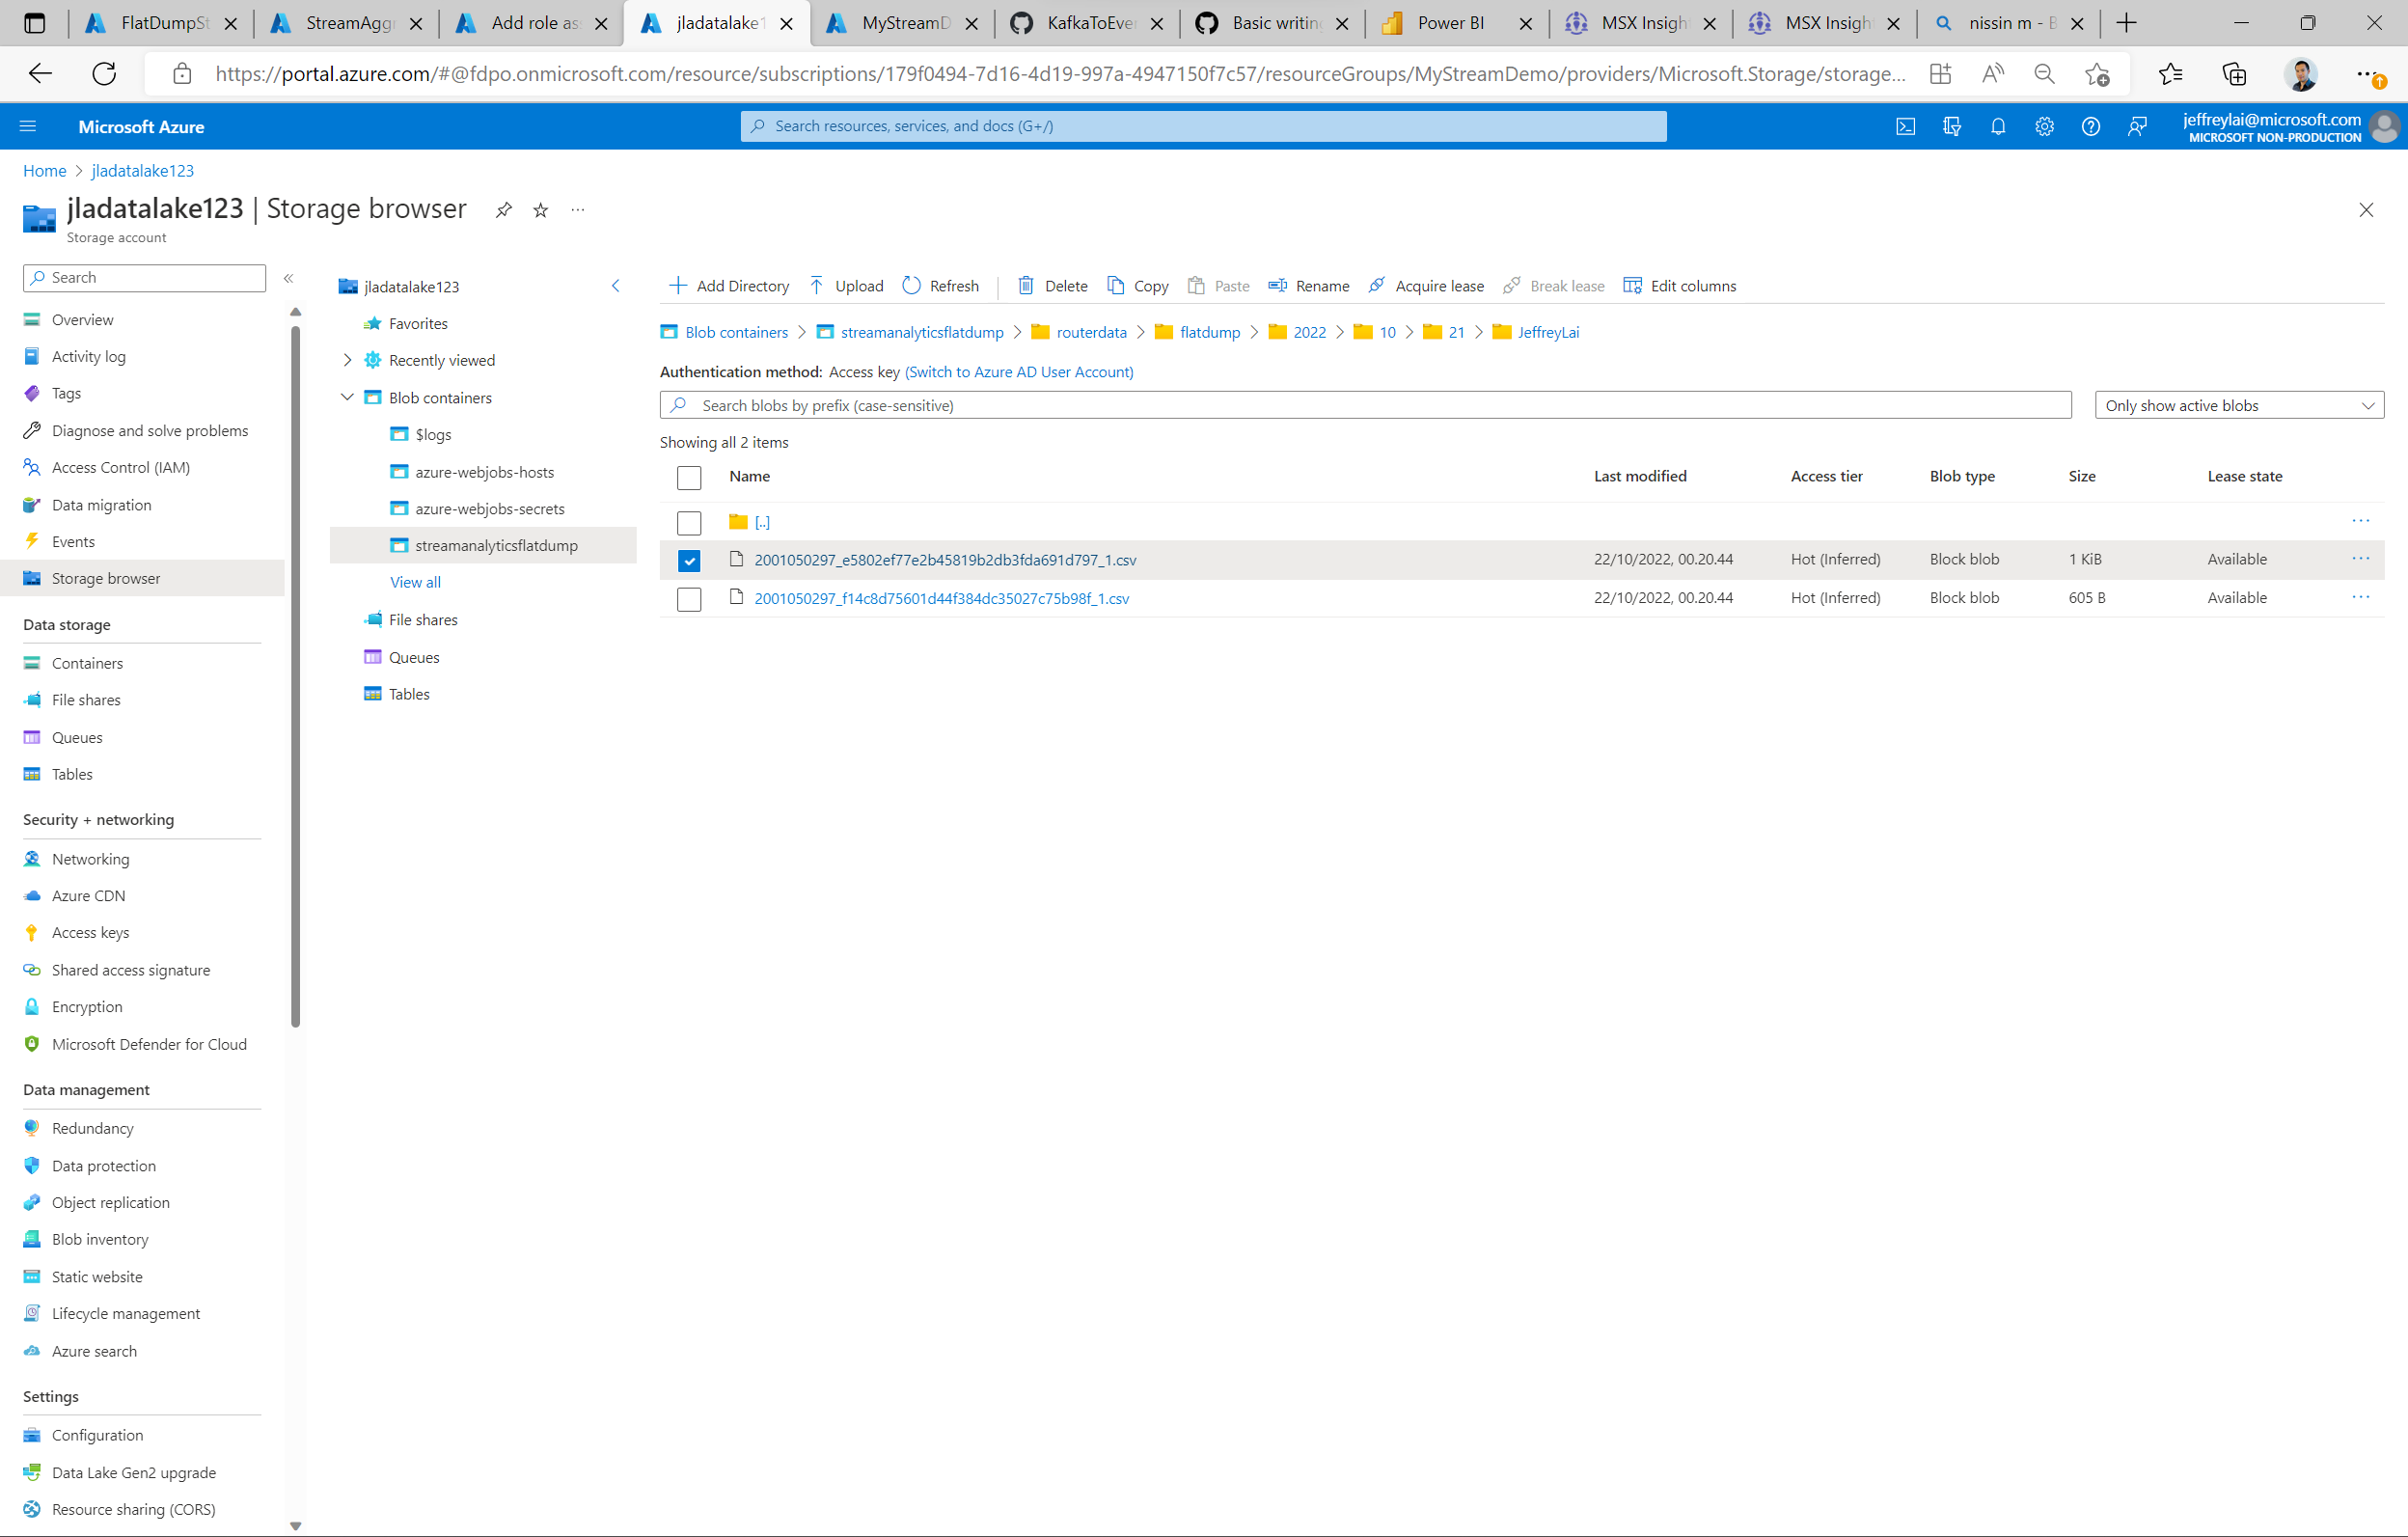 FlatDumpSt
StreamAggr
Add role as
jladatalake1
MyStreamD
KafkaToEve
Basic writing
Power BI
MSX Insigh
MSX Insigh
nissin m - B
https://portal.azure.com/#@fdpo.onmicrosoft.com/resource/subscriptions/179f0494-7d16-4d19-997a-4947150f7c57/resourceGroups/MyStreamDemo/providers/Microsoft.Storage/storage...
Microsoft Azure
Search resources, services, and docs (G+/)
jeffreylai@microsoft.com
MICROSOFT NON-PRODUCTION
Home > jladatalake123
jladatalake123 | Storage browser
Storage account
Search
Overview
Activity log
Tags
Diagnose and solve problems
Access Control (IAM)
Data migration
Events
Storage browser
Data storage
Containers
File shares
Queues
Tables
Security + networking
Networking
Azure CDN
Access keys
Shared access signature
Encryption
Microsoft Defender for Cloud
Data management
Redundancy
Data protection
Object replication
Blob inventory
Static website
Lifecycle management
Azure search
Settings
Configuration
Data Lake Gen2 upgrade
Resource sharing (CORS)
jladatalake123
Favorites
Recently viewed
Blob containers
$logs
azure-webjobs-hosts
azure-webjobs-secrets
streamanalyticsflatdump
View all
File shares
Queues
Tables
Add Directory Upload Refresh Delete Copy Paste Rename Acquire lease Break lease Edit columns
Blob containers > streamanalyticsflatdump > routerdata > flatdump > 2022 > 10 > 21 > JeffreyLai
Authentication method: Access key (Switch to Azure AD User Account)
Search blobs by prefix (case-sensitive)
Only show active blobs
Showing all 2 items
Name Last modified Access tier Blob type Size Lease state
[..]
2001050297_e5802ef77e2b45819b2db3fda691d797_1.csv 22/10/2022, 00.20.44 Hot (Inferred) Block blob 1 KiB Available
2001050297_f14c8d75601d44f384dc35027c75b98f_1.csv 22/10/2022, 00.20.44 Hot (Inferred) Block blob 605 B Available